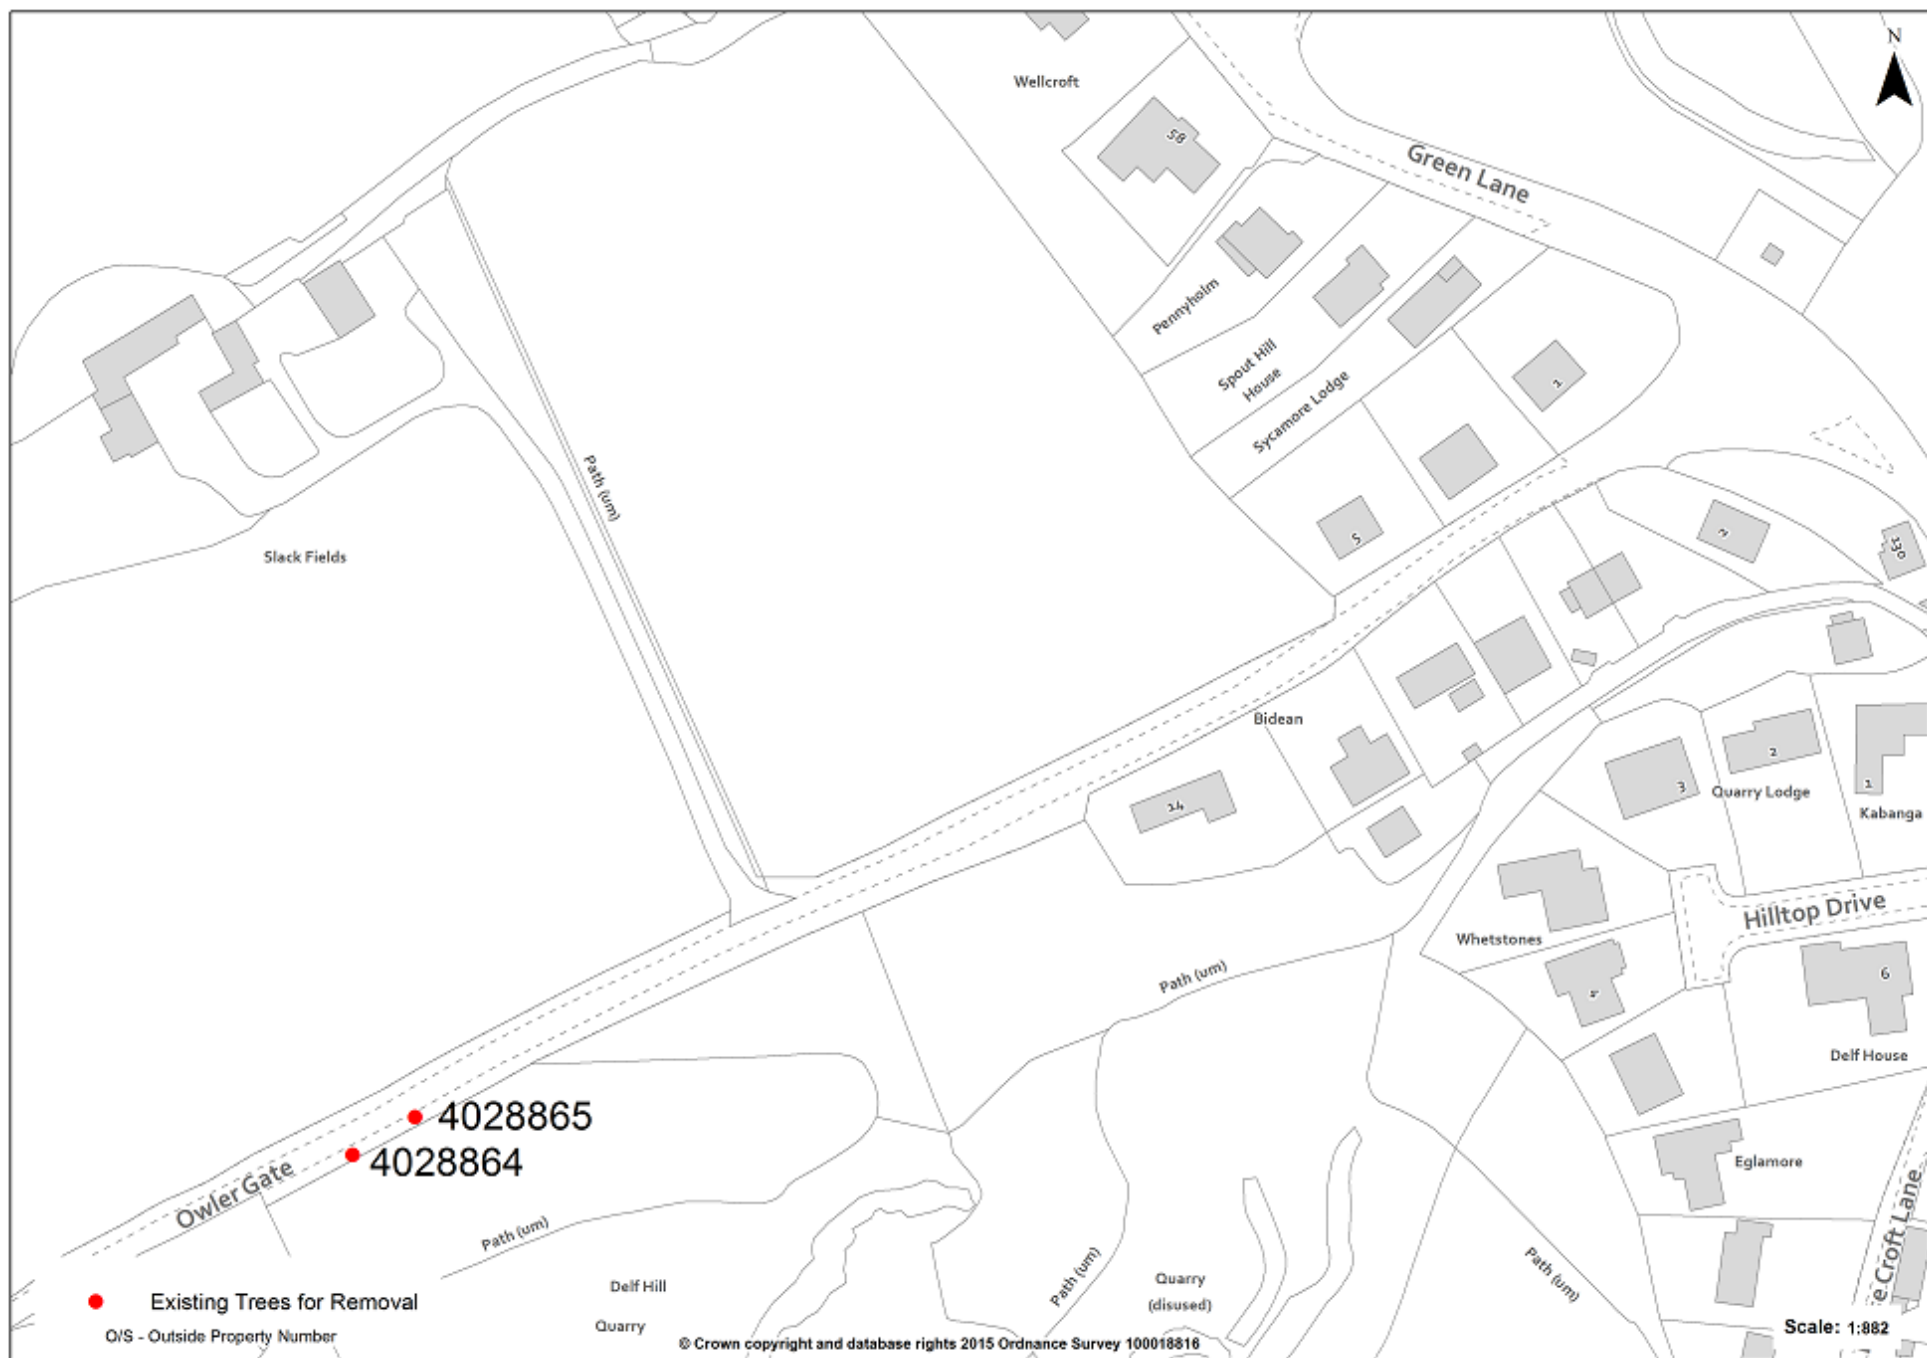 N
Wellcroft
58
Green Lane
Pennyholm
Spout Hill
House
Sycamore Lodge
1
5
Path (um)
Slack Fields
2
130
Bidean
14
3
2
Quarry Lodge
1
Kabanga
Whetstones
Hilltop Drive
4
6
Path (um)
Delf House
4028865
4028864
Owler Gate
Eglamore
Path (um)
Path (um)
Path (um)
Delf Hill
Quarry
Quarry
(disused)
e Croft Lane
Existing Trees for Removal
O/S - Outside Property Number
© Crown copyright and database rights 2015 Ordnance Survey 100018816
Scale: 1:882